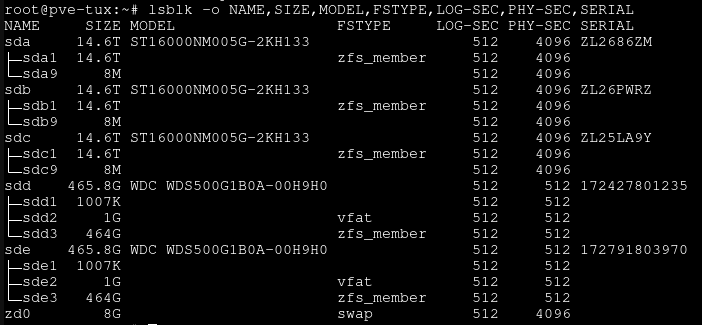 root@pve-tux:~# lsblk -o NAME,SIZE,MODEL,FSTYPE,LOG-SEC,PHY-SEC,SERIAL
NAME     SIZE MODEL                    FSTYPE     LOG-SEC PHY-SEC SERIAL
sda     14.6T ST16000NM005G-2KH133                    512    4096 ZL2686ZM
├─sda1  14.6T                          zfs_member     512    4096
└─sda9     8M                                         512    4096
sdb     14.6T ST16000NM005G-2KH133                    512    4096 ZL26PWRZ
├─sdb1  14.6T                          zfs_member     512    4096
└─sdb9     8M                                         512    4096
sdc     14.6T ST16000NM005G-2KH133                    512    4096 ZL25LA9Y
├─sdc1  14.6T                          zfs_member     512    4096
└─sdc9     8M                                         512    4096
sdd    465.8G WDC WDS500G1B0A-00H9H0                  512     512 172427801235
├─sdd1  1007K                                         512     512
├─sdd2     1G                          vfat           512     512
└─sdd3   464G                          zfs_member     512     512
sde    465.8G WDC WDS500G1B0A-00H9H0                  512     512 172791803970
├─sde1  1007K                                         512     512
├─sde2     1G                          vfat           512     512
└─sde3   464G                          zfs_member     512     512
zd0        8G                          swap           512    4096